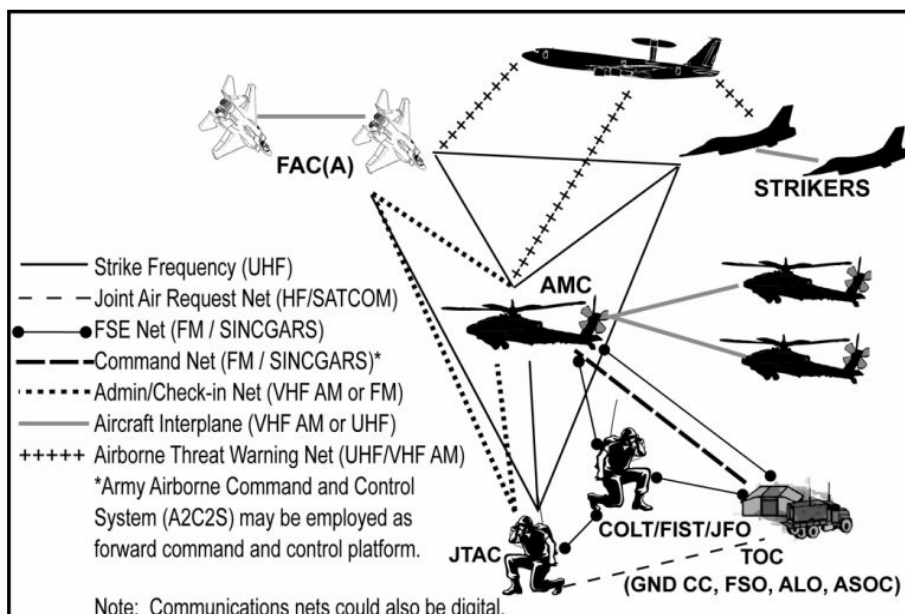 FAC(A)
STRIKERS
Strike Frequency (UHF)
Joint Air Request Net (HF/SATCOM)
FSE Net (FM / SINCGARS)
Command Net (FM / SINCGARS)*
Admin/Check-in Net (VHF AM or FM)
Aircraft Interplane (VHF AM or UHF)
Airborne Threat Warning Net (UHF/VHF AM)
*Army Airborne Command and Control
System (A2C2S) may be employed as
forward command and control platform.
Note: Communications nets could also be digital.
AMC
COLT/FIST/JFO
JTAC
TOC
(GND CC, FSO, ALO, ASOC)